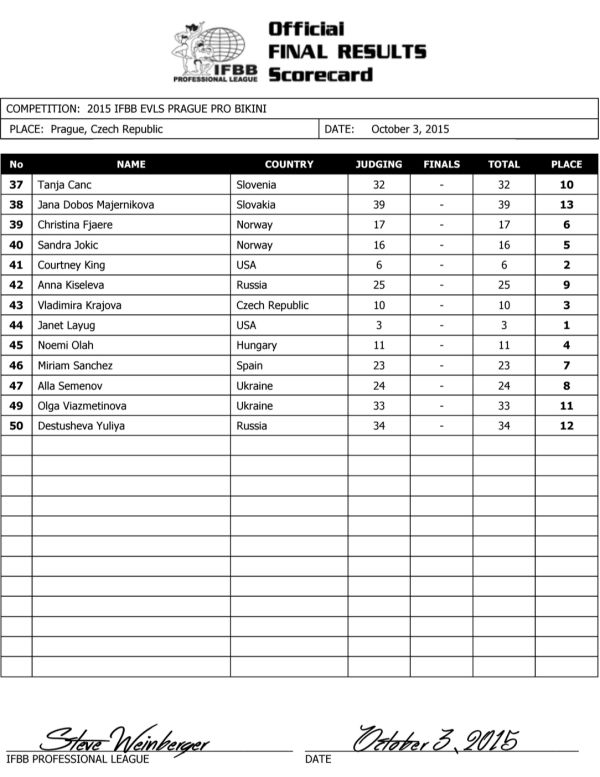 Official
FINAL RESULTS
Scorecard
IFBB
PROFESSIONAL LEAGUE
COMPETITION: 2015 IFBB EVLS PRAGUE PRO BIKINI
PLACE: Prague, Czech Republic DATE: October 3, 2015
No NAME COUNTRY JUDGING FINALS TOTAL PLACE
37 Tanja Canc Slovenia 32 - 32 10
38 Jana Dobos Majernikova Slovakia 39 - 39 13
39 Christina Fjaere Norway 17 - 17 6
40 Sandra Jokic Norway 16 - 16 5
41 Courtney King USA 6 - 6 2
42 Anna Kiseleva Russia 25 - 25 9
43 Vladimira Krajova Czech Republic 10 - 10 3
44 Janet Layug USA 3 - 3 1
45 Noemi Olah Hungary 11 - 11 4
46 Miriam Sanchez Spain 23 - 23 7
47 Alla Semenov Ukraine 24 - 24 8
49 Olga Viazmetinova Ukraine 33 - 33 11
50 Destusheva Yuliya Russia 34 - 34 12
Steve Weinberger October 3, 2015
IFBB PROFESSIONAL LEAGUE DATE